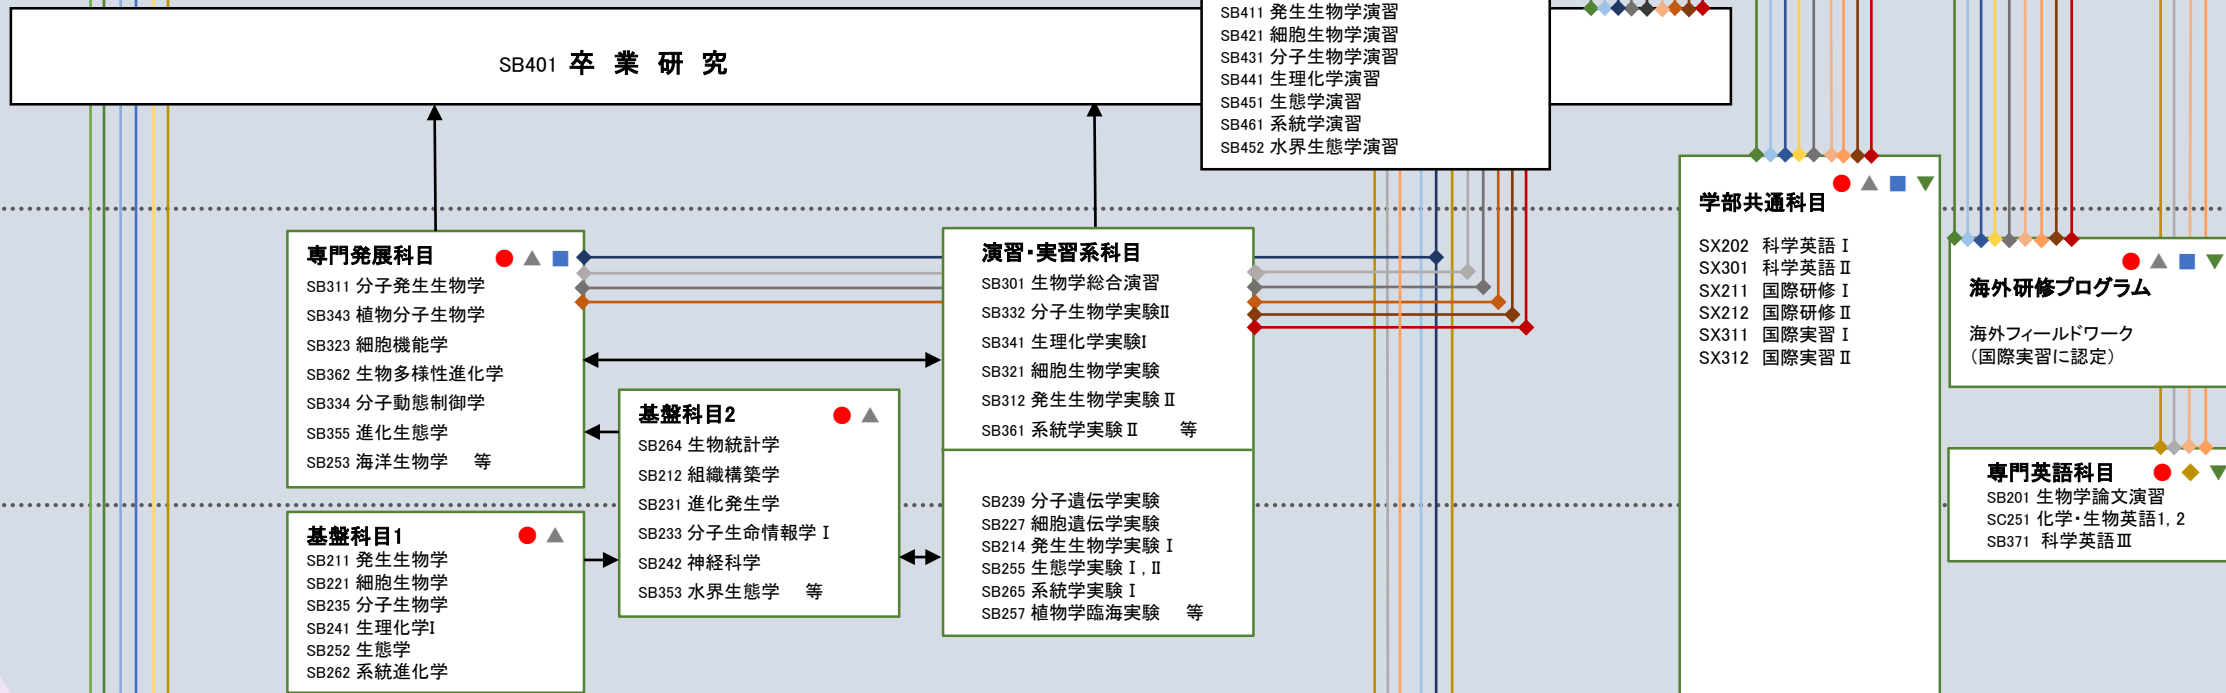 SB401 卒 業 研 究
SB411 発生生物学演習
SB421 細胞生物学演習
SB431 分子生物学演習
SB441 生理化学演習
SB451 生態学演習
SB461 系統学演習
SB452 水界生態学演習
専門発展科目
SB311 分子発生生物学
SB343 植物分子生物学
SB323 細胞機能学
SB362 生物多様性進化学
SB334 分子動態制御学
SB355 進化生態学
SB253 海洋生物学 等
基盤科目1
SB211 発生生物学
SB221 細胞生物学
SB235 分子生物学
SB241 生理化学I
SB252 生態学
SB262 系統進化学
基盤科目2
SB264 生物統計学
SB212 組織構築学
SB231 進化発生学
SB233 分子生命情報学Ⅰ
SB242 神経科学
SB353 水界生態学 等
演習・実習系科目
SB301 生物学総合演習
SB332 分子生物学実験II
SB341 生理化学実験I
SB321 細胞生物学実験
SB312 発生生物学実験Ⅱ
SB361 系統学実験Ⅱ 等
SB239 分子遺伝学実験
SB227 細胞遺伝学実験
SB214 発生生物学実験Ⅰ
SB255 生態学実験Ⅰ,Ⅱ
SB265 系統学実験Ⅰ
SB257 植物学臨海実験 等
学部共通科目
SX202 科学英語Ⅰ
SX301 科学英語Ⅱ
SX211 国際研修Ⅰ
SX212 国際研修Ⅱ
SX311 国際実習Ⅰ
SX312 国際実習Ⅱ
海外研修プログラム
海外フィールドワーク
（国際実習に認定）
専門英語科目
SB201 生物学論文演習
SC251 化学・生物英語1, 2
SB371 科学英語Ⅲ